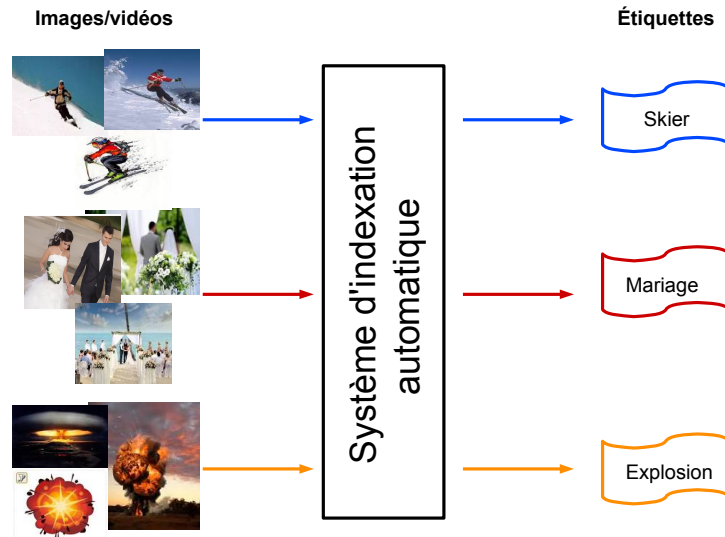 Images/vidéos
Étiquettes
Système d'indexation
automatique
Skier
Mariage
Explosion